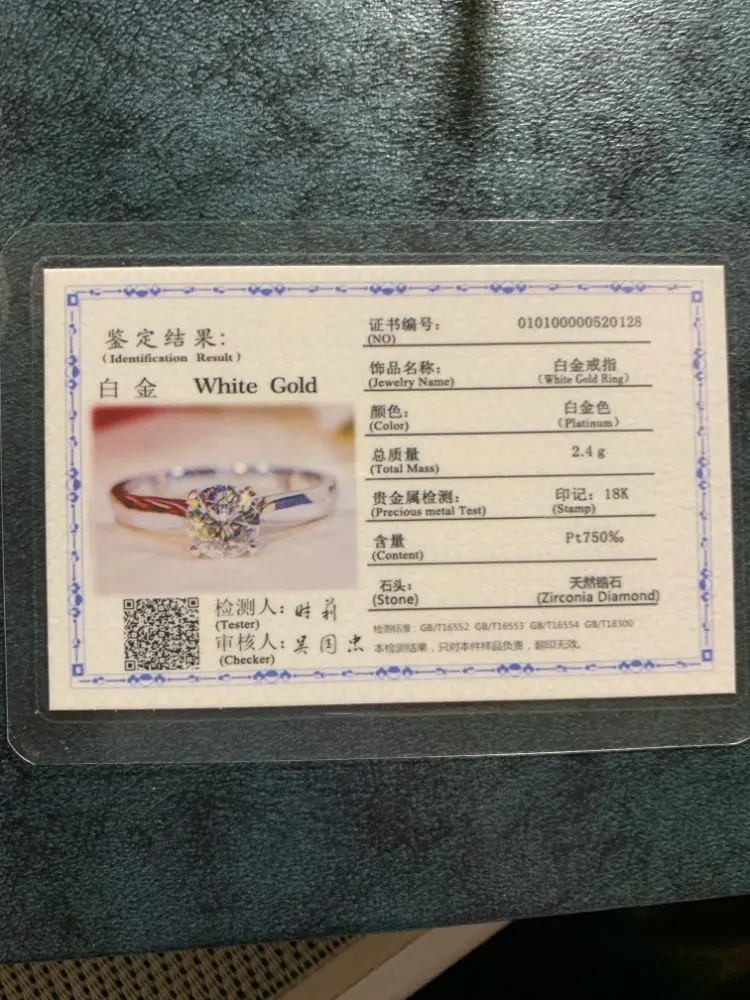 鉴定结果:
(Identification Result)
白金 White Gold
检测人: 时莉
(Tester)
审核人: 吴国忠
(Checker)
证书编号: 010100000520128
(NO)
饰品名称: 白金戒指
(Jewelry Name) (White Gold Ring)
颜色: 白金色
(Color) (Platinum)
总质量 2.4 g
(Total Mass)
贵金属检测: 印记: 18K
(Precious metal Test) (Stamp)
含量 Pt750‰
(Content)
石头: 天然锆石
(Stone) (Zirconia Diamond)
检测标准: GB/T16552 GB/T16553 GB/T16554 GB/T18300
本检测结果, 只对本件样品负责, 翻印无效。